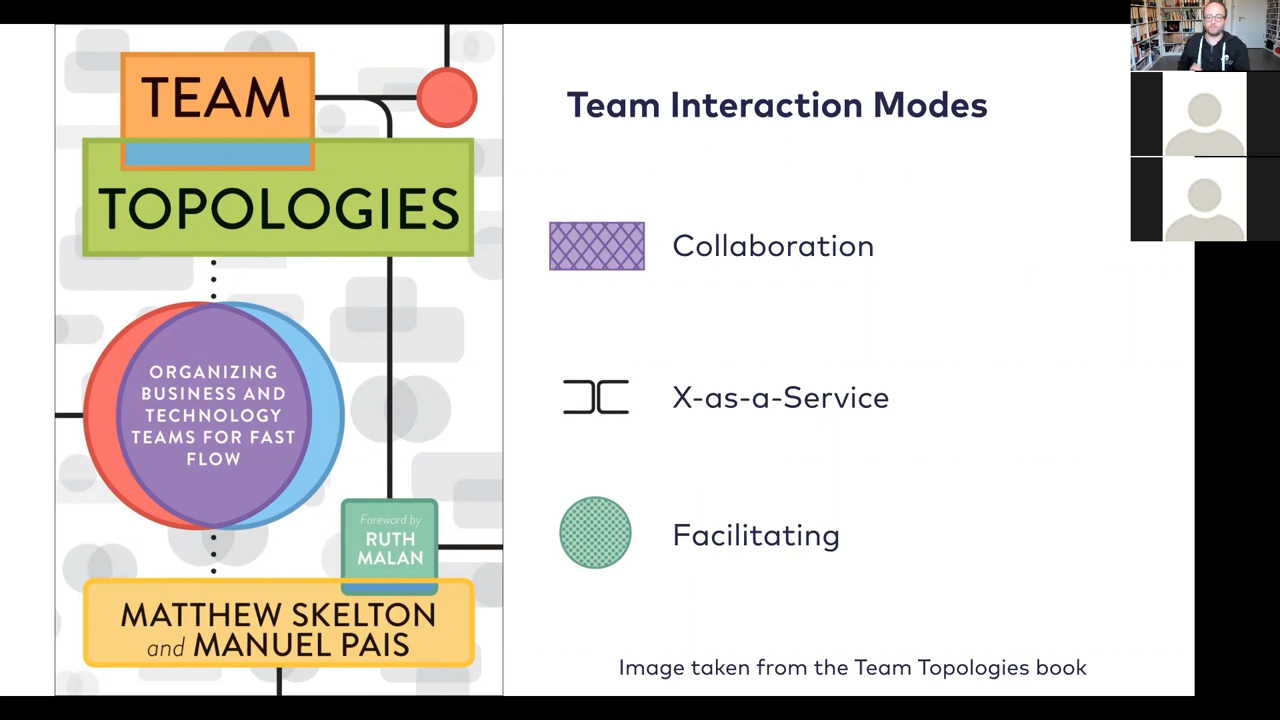 TEAM
TOPOLOGIES
ORGANIZING
BUSINESS AND
TECHNOLOGY
TEAMS FOR FAST
FLOW
Foreword by
RUTH
MALAN
MATTHEW SKELTON
and MANUEL PAIS
Team Interaction Modes
Collaboration
X-as-a-Service
Facilitating
Image taken from the Team Topologies book